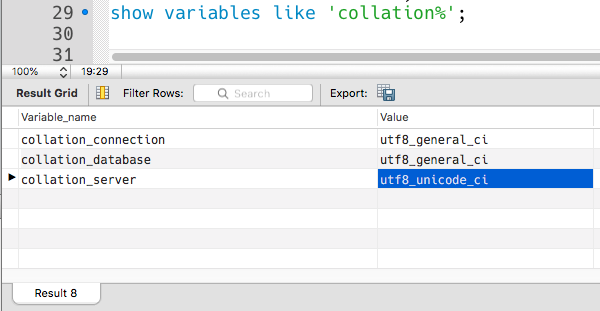 29 show variables like 'collation%';
30
31
100% 19:29
Result Grid Filter Rows: Search Export:
Variable_name Value
collation_connection utf8_general_ci
collation_database utf8_general_ci
collation_server utf8_unicode_ci
Result 8